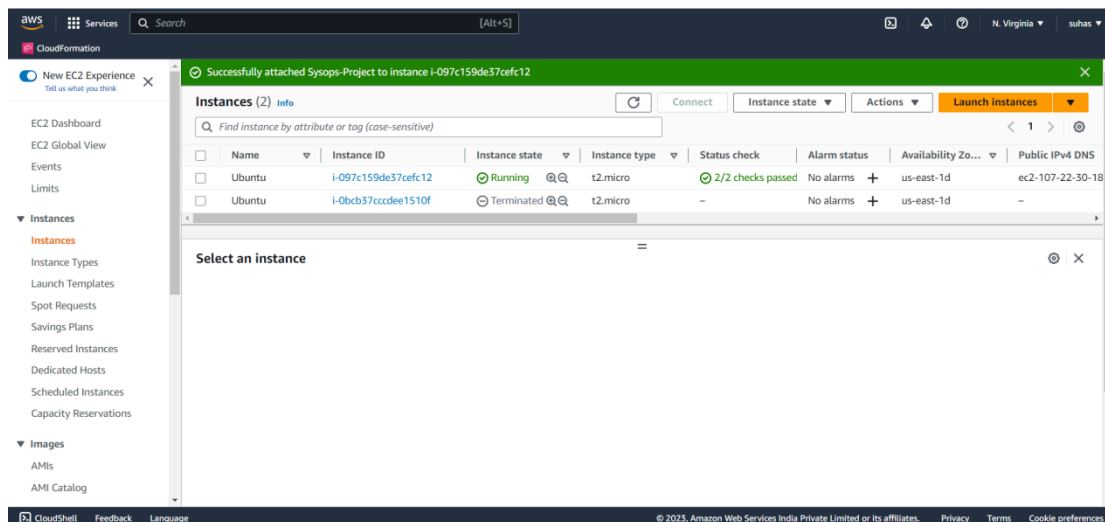 aws Services Search [Alt+S] N. Virginia ▼ suhas ▼
CloudFormation
New EC2 Experience
Tell us what you think
EC2 Dashboard
EC2 Global View
Events
Limits
▼ Instances
Instances
Instance Types
Launch Templates
Spot Requests
Savings Plans
Reserved Instances
Dedicated Hosts
Scheduled Instances
Capacity Reservations
▼ Images
AMIs
AMI Catalog
Successfully attached Sysops-Project to instance i-097c159de37cefc12
Instances (2) Info Connect Instance state ▼ Actions ▼ Launch instances ▼
Find instance by attribute or tag (case-sensitive) < 1 >
Name Instance ID Instance state Instance type Status check Alarm status Availability Zo... Public IPv4 DNS
Ubuntu i-097c159de37cefc12 Running t2.micro 2/2 checks passed No alarms + us-east-1d ec2-107-22-30-18
Ubuntu i-0bcb37cccdee1510f Terminated t2.micro – No alarms + us-east-1d –
Select an instance
CloudShell Feedback Language © 2023, Amazon Web Services India Private Limited or its affiliates. Privacy Terms Cookie preferences